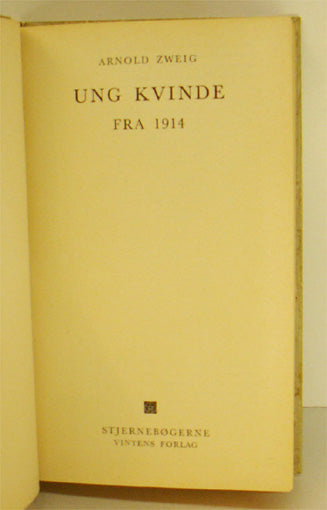 ARNOLD ZWEIG
UNG KVINDE
FRA 1914
STJERNEBØGERNE
VINTENS FORLAG